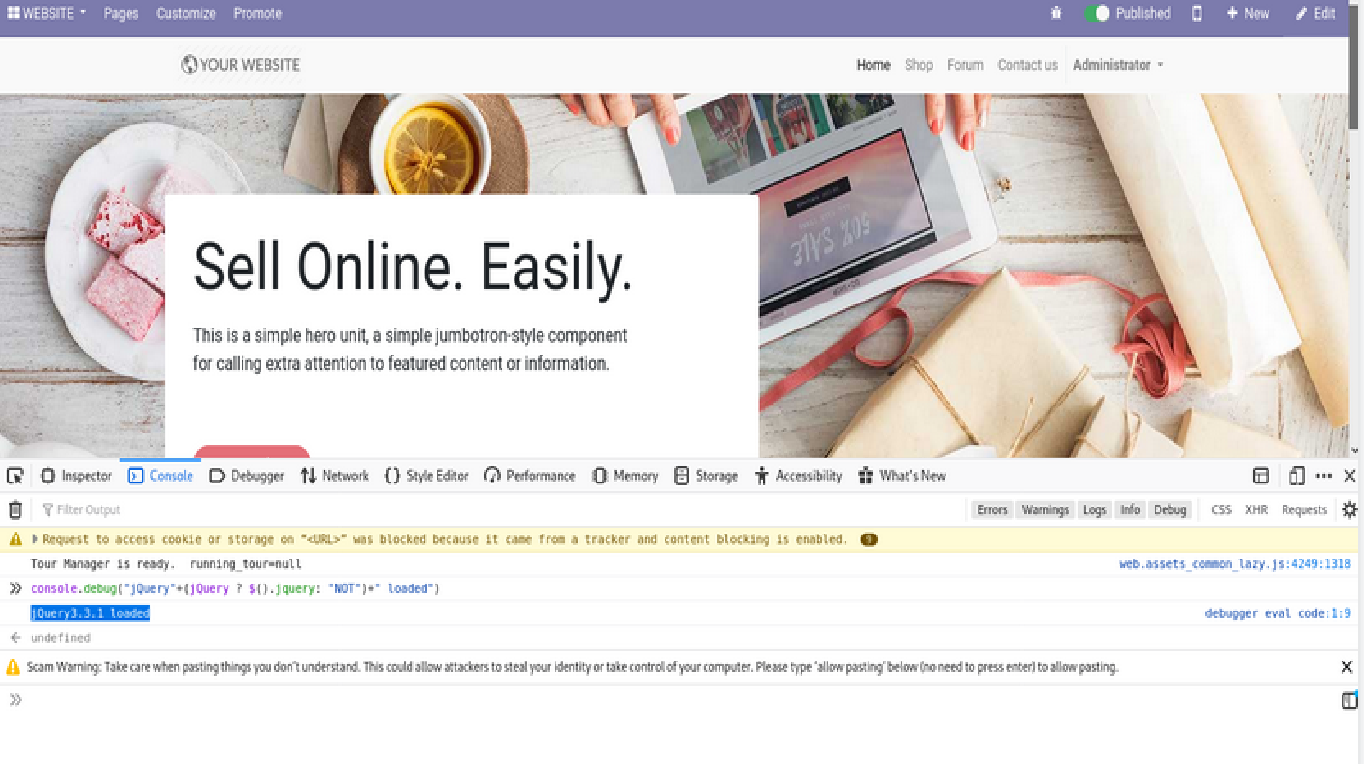 WEBSITE Pages Customize Promote Published New Edit
YOUR WEBSITE Home Shop Forum Contact us Administrator
50% SALE
Sell Online. Easily.
This is a simple hero unit, a simple jumbotron-style component
for calling extra attention to featured content or information.
Inspector Console Debugger Network Style Editor Performance Memory Storage Accessibility What's New
Filter Output Errors Warnings Logs Info Debug CSS XHR Requests
Request to access cookie or storage on "<URL>" was blocked because it came from a tracker and content blocking is enabled. 9
Tour Manager is ready. running_tour=null web.assets_common_lazy.js:4249:1318
console.debug("jQuery"+(jQuery ? $().jquery: "NOT")+" loaded")
jQuery3.3.1 loaded debugger eval code:1:9
undefined
Scam Warning: Take care when pasting things you don't understand. This could allow attackers to steal your identity or take control of your computer. Please type 'allow pasting' below (no need to press enter) to allow pasting.